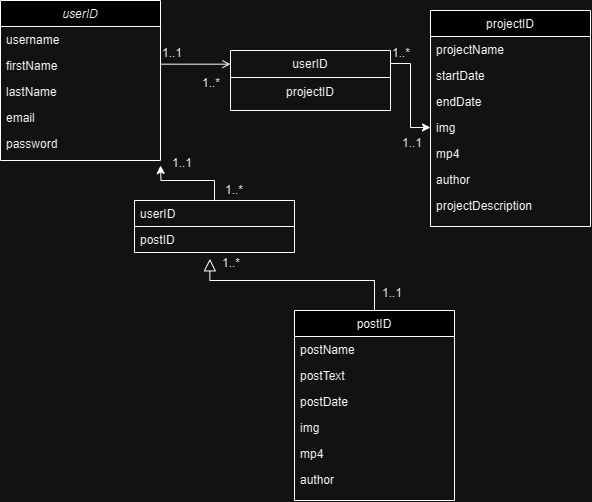 userID
username
firstName
lastName
email
password
1..1
1..*
userID
projectID
1..*
1..1
projectID
projectName
startDate
endDate
img
mp4
author
projectDescription
1..1
1..*
userID
postID
1..*
1..1
postID
postName
postText
postDate
img
mp4
author